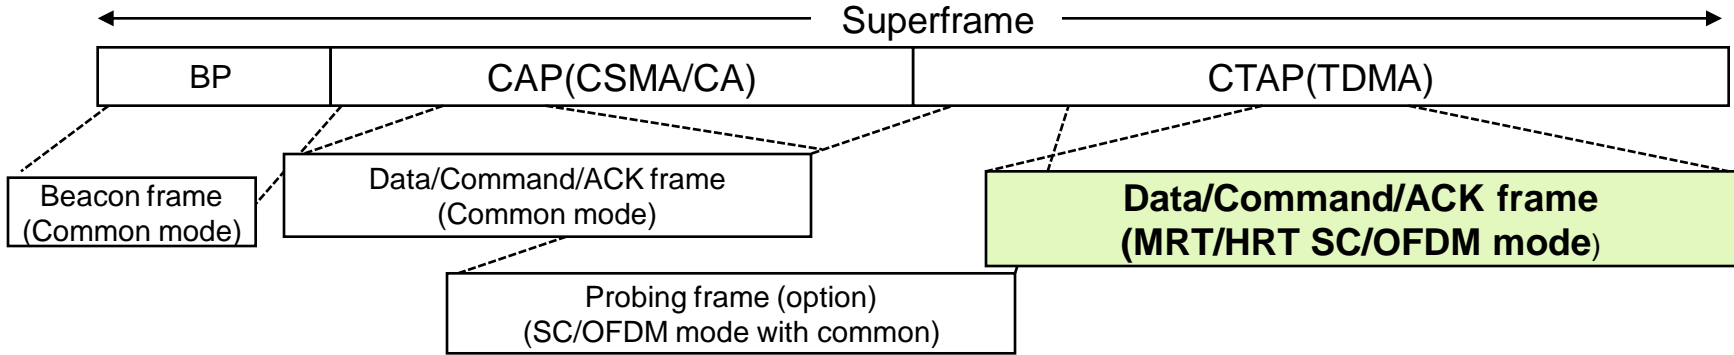 Superframe
BP
CAP(CSMA/CA)
CTAP(TDMA)
Beacon frame
(Common mode)
Data/Command/ACK frame
(Common mode)
Data/Command/ACK frame
(MRT/HRT SC/OFDM mode)
Probing frame (option)
(SC/OFDM mode with common)